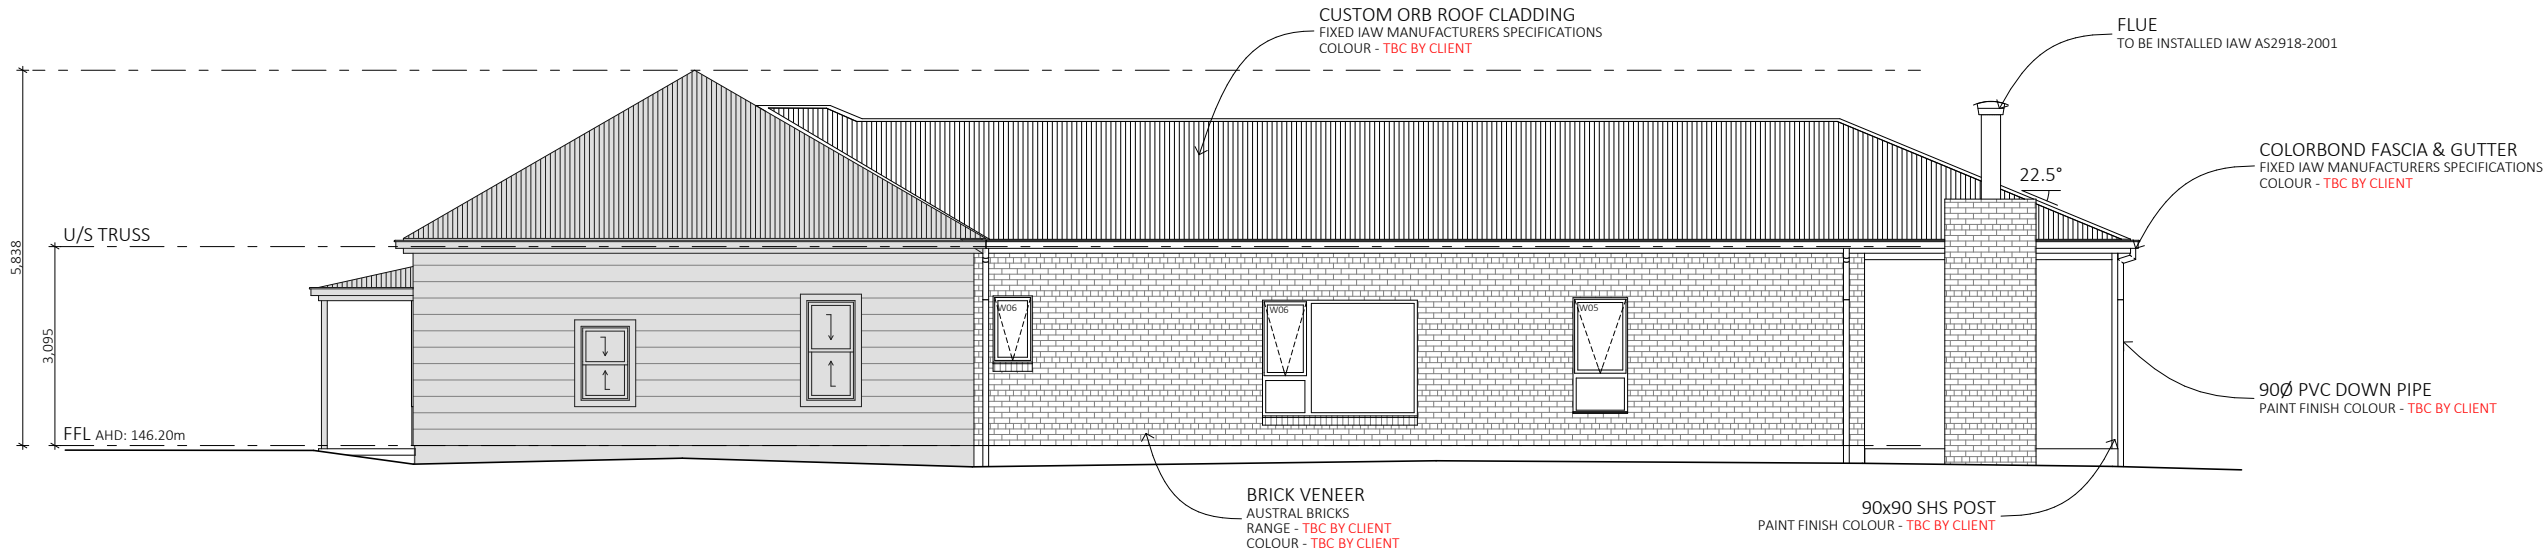 CUSTOM ORB ROOF CLADDING
FIXED IAW MANUFACTURERS SPECIFICATIONS
COLOUR - TBC BY CLIENT
FLUE
TO BE INSTALLED IAW AS2918-2001
COLORBOND FASCIA & GUTTER
FIXED IAW MANUFACTURERS SPECIFICATIONS
COLOUR - TBC BY CLIENT
22.5°
U/S TRUSS
5,838
3,095
FFL AHD: 146.20m
W06
W06
W05
90Ø PVC DOWN PIPE
PAINT FINISH COLOUR - TBC BY CLIENT
BRICK VENEER
AUSTRAL BRICKS
RANGE - TBC BY CLIENT
COLOUR - TBC BY CLIENT
90x90 SHS POST
PAINT FINISH COLOUR - TBC BY CLIENT